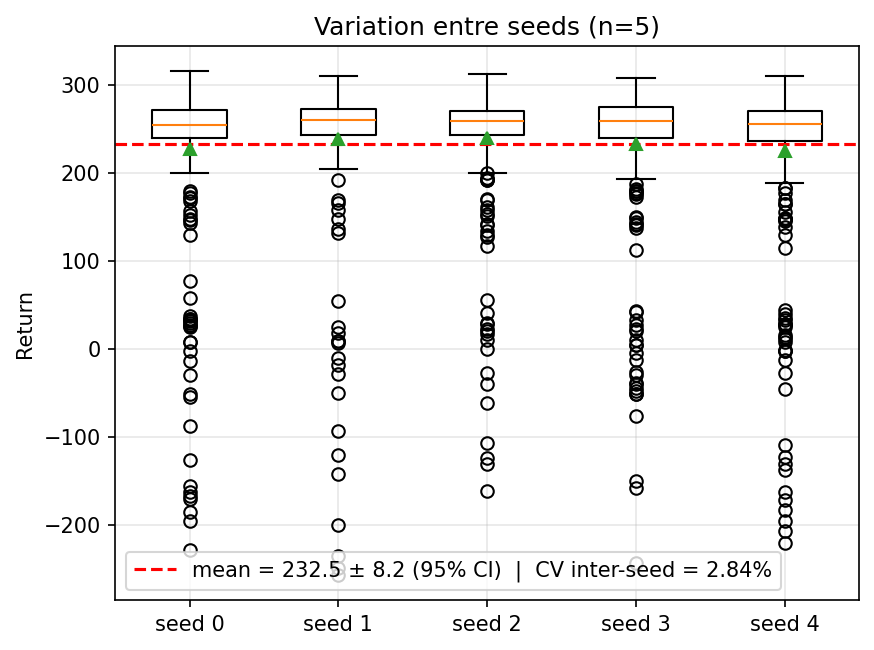 Variation entre seeds (n=5)
Return
300
200
100
0
−100
−200
mean = 232.5 ± 8.2 (95% CI) | CV inter-seed = 2.84%
seed 0 seed 1 seed 2 seed 3 seed 4